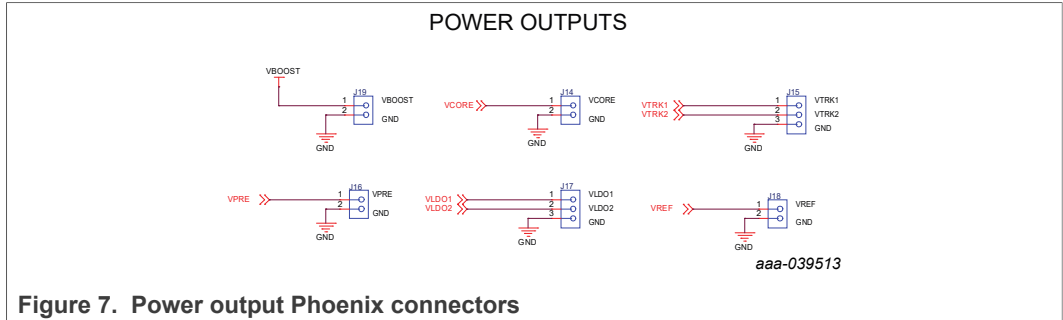 POWER OUTPUTS
VBOOST
J19
1 VBOOST
2 GND
GND
VCORE
J14
1 VCORE
2 GND
GND
VTRK1
VTRK2
J15
1 VTRK1
2 VTRK2
3 GND
GND
VPRE
J16
1 VPRE
2 GND
GND
VLDO1
VLDO2
J17
1 VLDO1
2 VLDO2
3 GND
GND
VREF
J18
1 VREF
2 GND
GND
aaa-039513
Figure 7. Power output Phoenix connectors